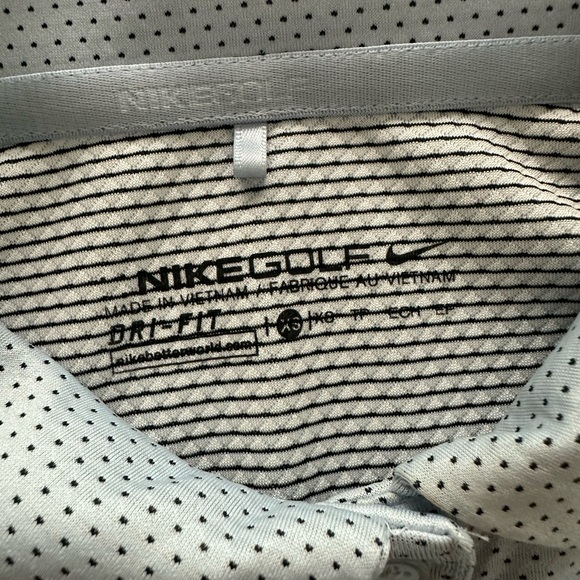 NIKEGOLF
NIKEGOLF
MADE IN VIETNAM / FABRIQUE AU VIETNAM
DRI-FIT | XS | XS TP ECH EP
nikebetterworld.com